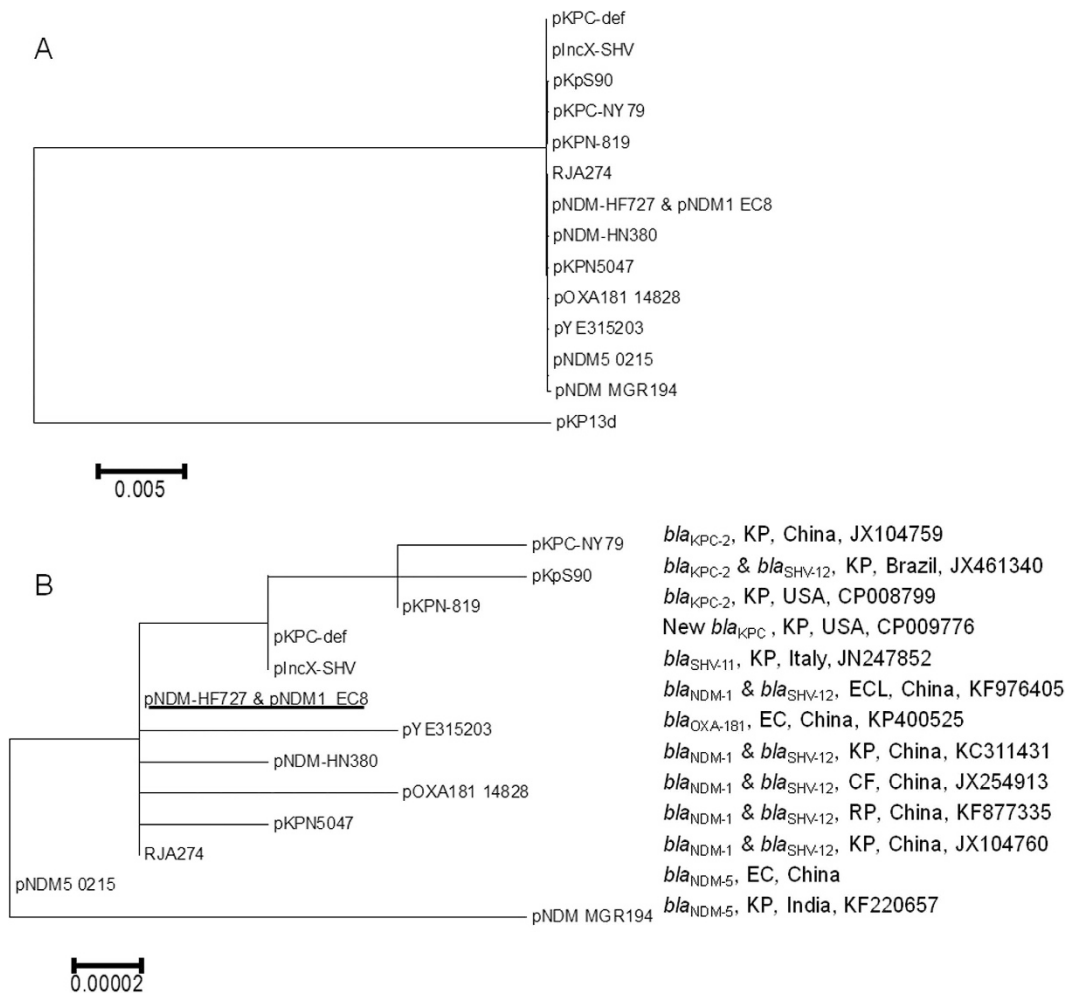 A
pKPC-def
pIncX-SHV
pKpS90
pKPC-NY79
pKPN-819
RJA274
pNDM-HF727 & pNDM1 EC8
pNDM-HN380
pKPN5047
pOXA181 14828
pYE315203
pNDM5 0215
pNDM MGR194
pKP13d
0.005
B
pKPC-NY79 blaKPC-2, KP, China, JX104759
pKpS90 blaKPC-2 & blaSHV-12, KP, Brazil, JX461340
pKPN-819 blaKPC-2, KP, USA, CP008799
pKPC-def New blaKPC , KP, USA, CP009776
pIncX-SHV blaSHV-11, KP, Italy, JN247852
pNDM-HF727 & pNDM1 EC8 blaNDM-1 & blaSHV-12, ECL, China, KF976405
pYE315203 blaOXA-181, EC, China, KP400525
pNDM-HN380 blaNDM-1 & blaSHV-12, KP, China, KC311431
pOXA181 14828 blaNDM-1 & blaSHV-12, CF, China, JX254913
pKPN5047 blaNDM-1 & blaSHV-12, RP, China, KF877335
RJA274 blaNDM-1 & blaSHV-12, KP, China, JX104760
pNDM5 0215 blaNDM-5, EC, China
pNDM MGR194 blaNDM-5, KP, India, KF220657
0.00002